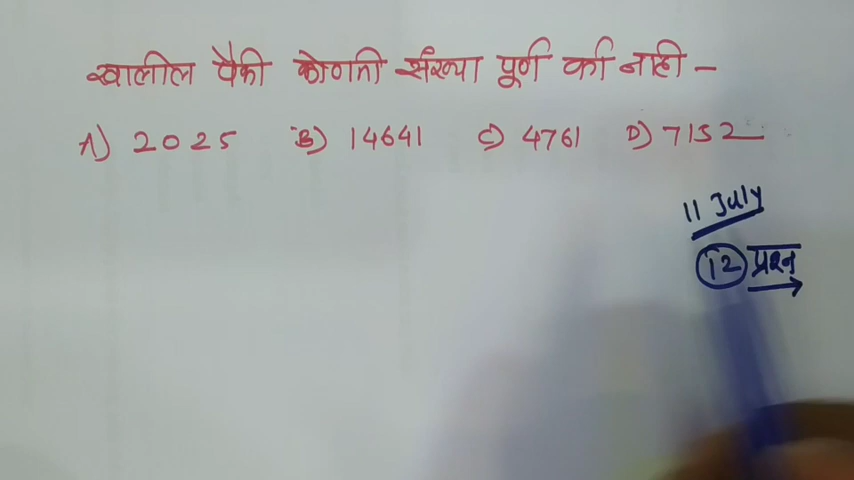 खालील पैकी कोणती संख्या पूर्ण वर्ग नाही -
A) 2025 B) 14641 C) 4761 D) 7152
11 July
12 प्रश्न